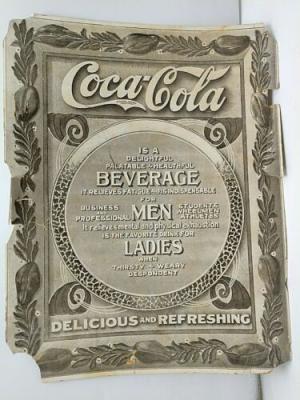 Coca-Cola
IS A
DELIGHTFUL
PALATABLE HEALTHFUL
BEVERAGE
IT RELIEVES FATIGUE IS INDISPENSABLE
FOR
BUSINESS MEN STUDENTS
PROFESSIONAL WHEELMEN
ATHLETES
It relieves mental and physical exhaustion
IS THE FAVORITE DRINK FOR
LADIES
WHEN
THIRSTY WEARY
DESPONDENT
DELICIOUS AND REFRESHING